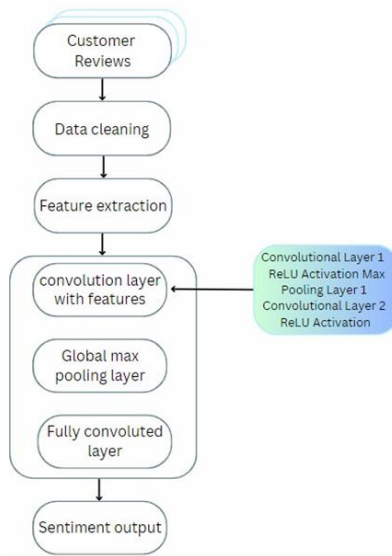 Customer
Reviews
Data cleaning
Feature extraction
convolution layer
with features
Convolutional Layer 1
ReLU Activation Max
Pooling Layer 1
Convolutional Layer 2
ReLU Activation
Global max
pooling layer
Fully convoluted
layer
Sentiment output